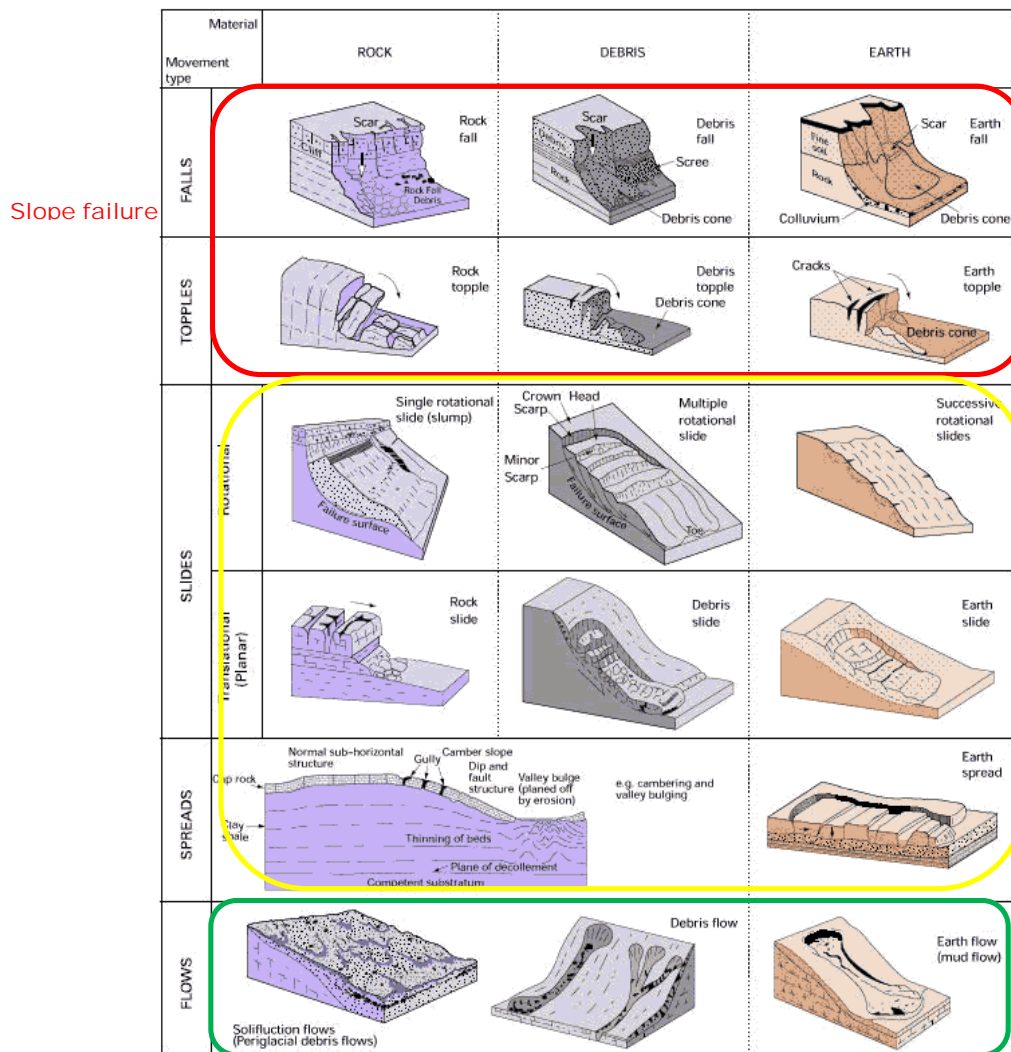 Material
Movement
type
ROCK
DEBRIS
EARTH
Slope failure
FALLS
Scar
Rock
fall
Cliff
Rock Fall
Debris
Scar
Debris
fall
Debris
Rock
Scree
Debris cone
Scar
Earth
fall
Fine
soil
Rock
Colluvium
Debris cone
TOPPLES
Rock
topple
Debris
topple
Debris cone
Cracks
Earth
topple
Debris cone
SLIDES
Rotational
Single rotational
slide (slump)
Failure surface
Crown
Head
Scarp
Minor
Scarp
Multiple
rotational
slide
Failure surface
Toe
Successive
rotational
slides
Translational
(Planar)
Rock
slide
Debris
slide
Earth
slide
SPREADS
Normal sub-horizontal
structure
Gully
Camber slope
Dip and
fault
structure
Valley bulge
(planed off
by erosion)
Cap rock
Clay
shale
Thinning of beds
Plane of decollement
Competent substratum
e.g. cambering and
valley bulging
Earth
spread
FLOWS
Solifluction flows
(Periglacial debris flows)
Debris flow
Earth flow
(mud flow)